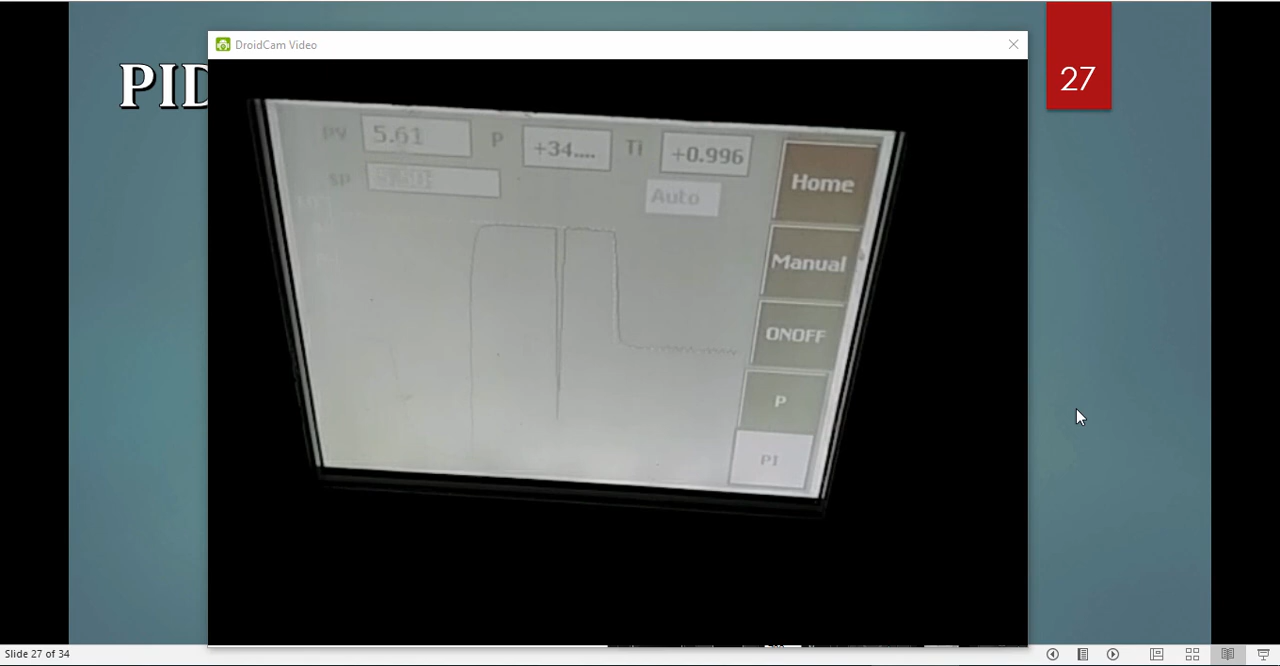 DroidCam Video
PID
27
PV 5.61 P +34.... Ti +0.996
SP
Auto
Home
Manual
ONOFF
P
PI
Slide 27 of 34